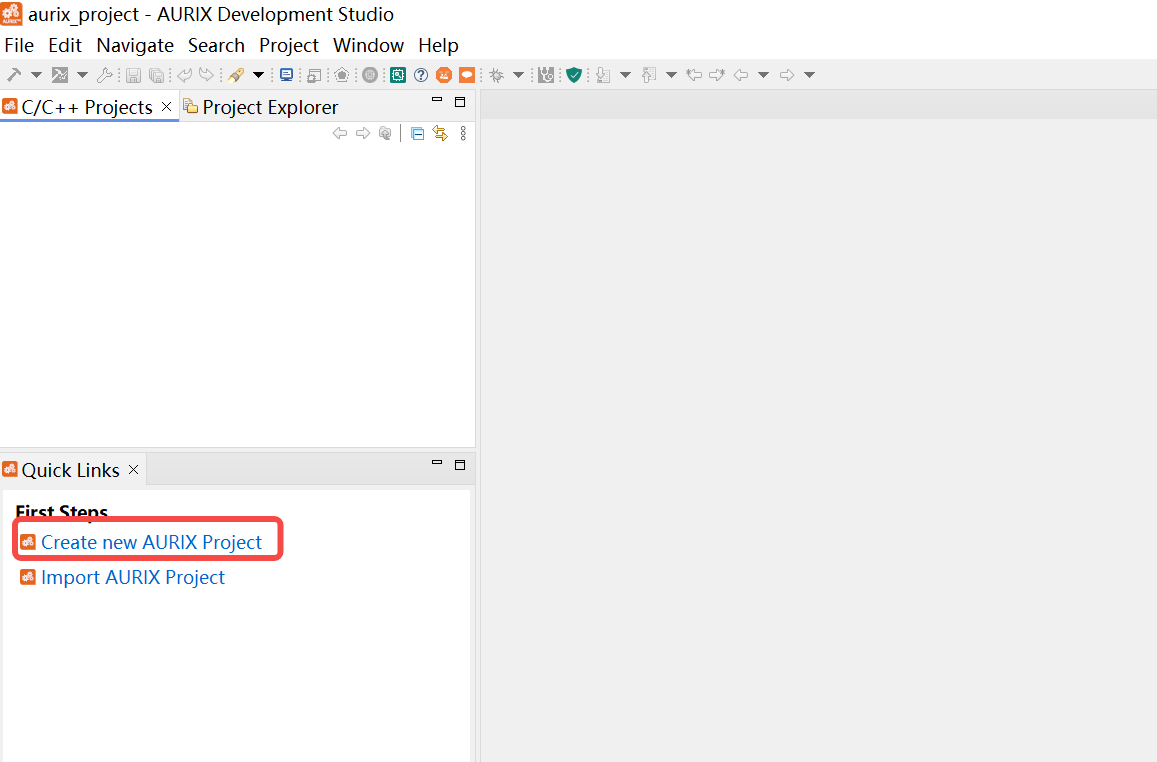 aurix_project - AURIX Development Studio
File Edit Navigate Search Project Window Help
C/C++ Projects Project Explorer
Quick Links
First Steps
Create new AURIX Project
Import AURIX Project